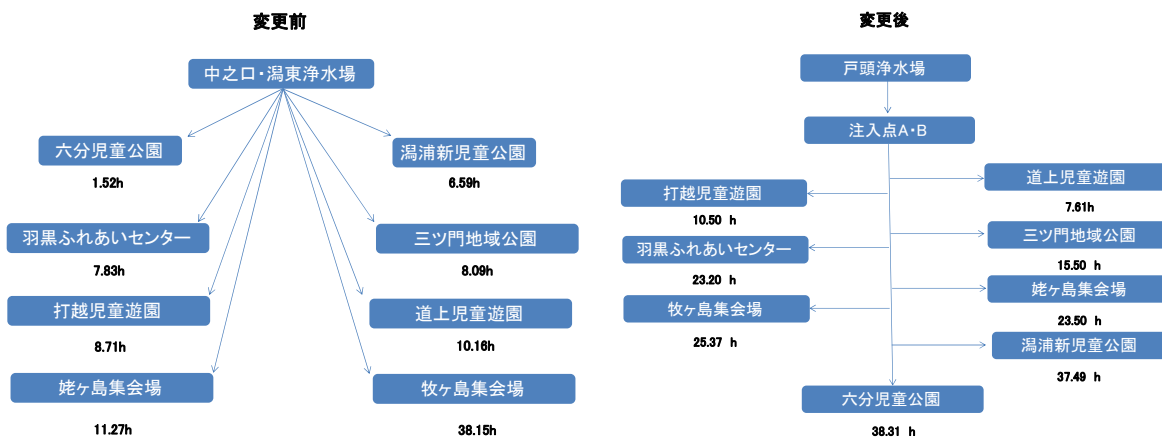 変更前
中之口・潟東浄水場
六分児童公園
1.52h
潟浦新児童公園
6.59h
羽黒ふれあいセンター
7.83h
三ツ門地域公園
8.09h
打越児童遊園
8.71h
道上児童遊園
10.16h
姥ヶ島集会場
11.27h
牧ヶ島集会場
38.15h
変更後
戸頭浄水場
注入点A・B
道上児童遊園
7.61h
打越児童遊園
10.50 h
三ツ門地域公園
15.50 h
羽黒ふれあいセンター
23.20 h
姥ヶ島集会場
23.50 h
牧ヶ島集会場
25.37 h
潟浦新児童公園
37.49 h
六分児童公園
38.31 h